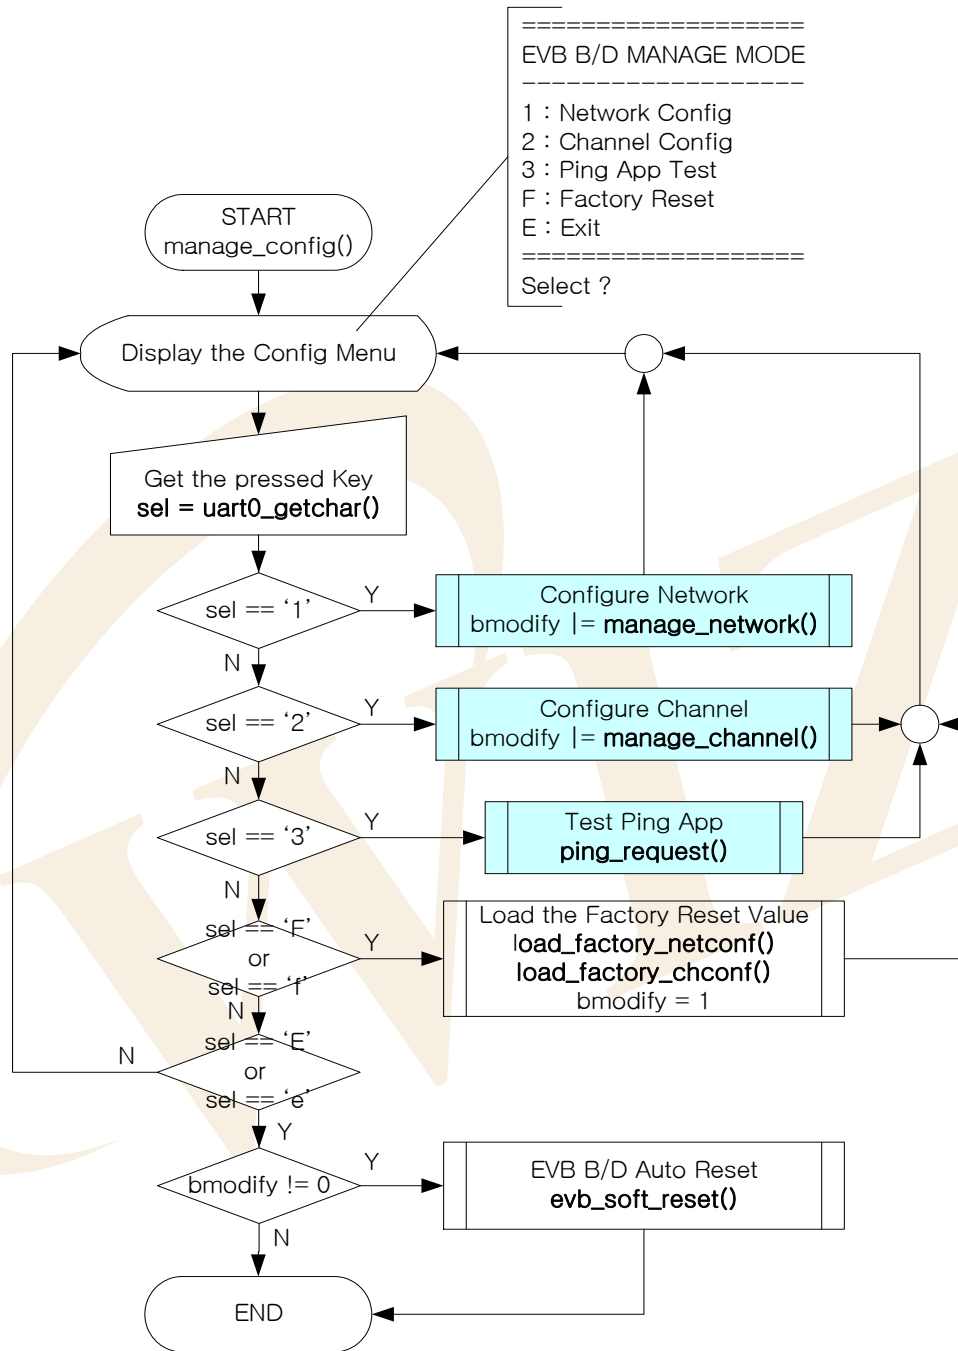 ===================
EVB B/D MANAGE MODE
-------------------
1 : Network Config
2 : Channel Config
3 : Ping App Test
F : Factory Reset
E : Exit
===================
Select ?
START
manage_config()
Display the Config Menu
Get the pressed Key
sel = uart0_getchar()
sel == ‘1’
Y
Configure Network
bmodify |= manage_network()
N
sel == ‘2’
Y
Configure Channel
bmodify |= manage_channel()
N
sel == ‘3’
Y
Test Ping App
ping_request()
N
sel == ‘F’
or
sel == ‘f’
Y
Load the Factory Reset Value
load_factory_netconf()
load_factory_chconf()
bmodify = 1
N
sel == ‘E’
or
sel == ‘e’
N
Y
bmodify != 0
Y
EVB B/D Auto Reset
evb_soft_reset()
N
END